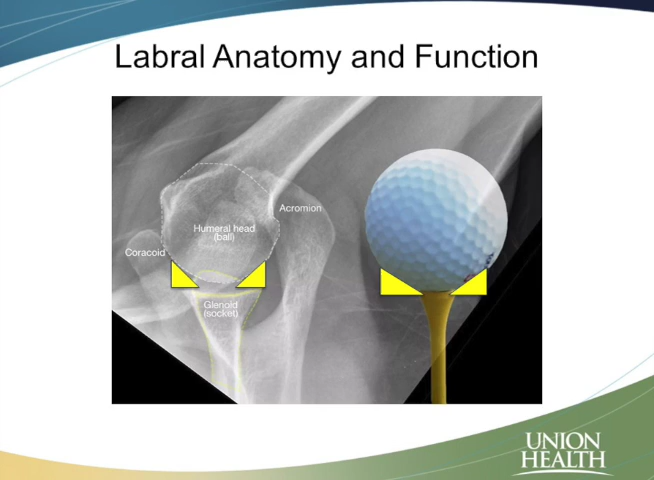 Labral Anatomy and Function
Acromion
Humeral head
(ball)
Coracoid
Glenoid
(socket)
UNION
HEALTH